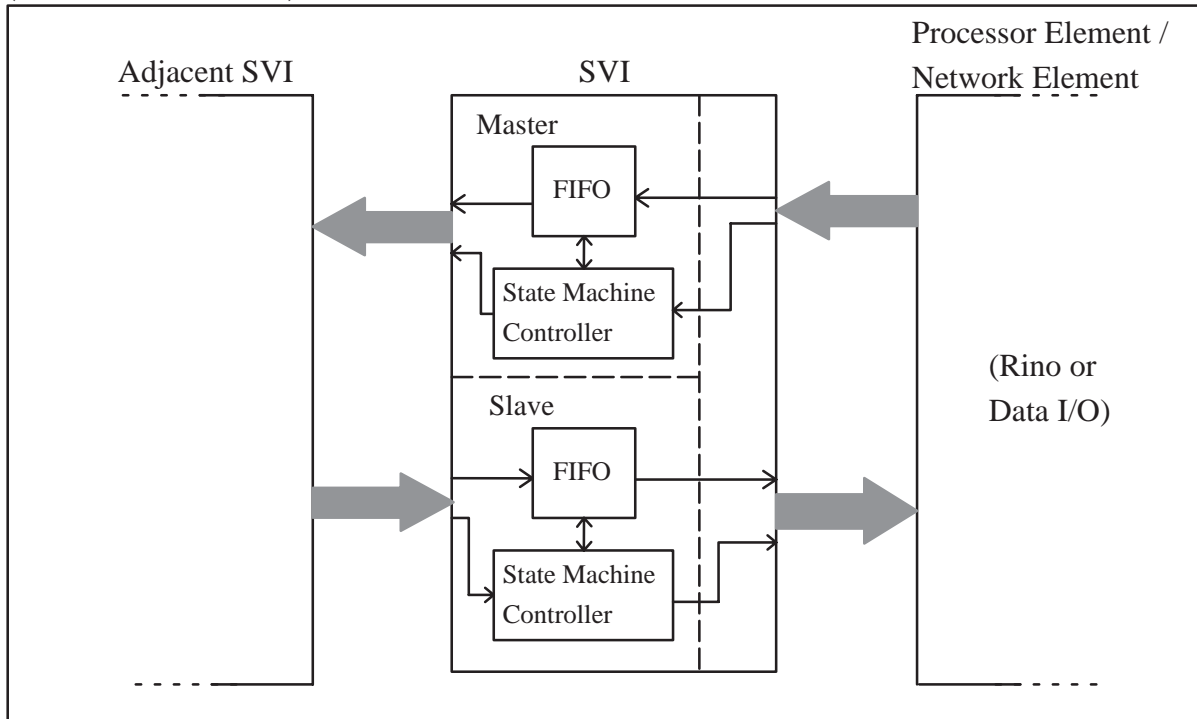 Adjacent SVI
SVI
Processor Element /
Network Element
Master
FIFO
State Machine
Controller
Slave
FIFO
State Machine
Controller
(Rino or
Data I/O)